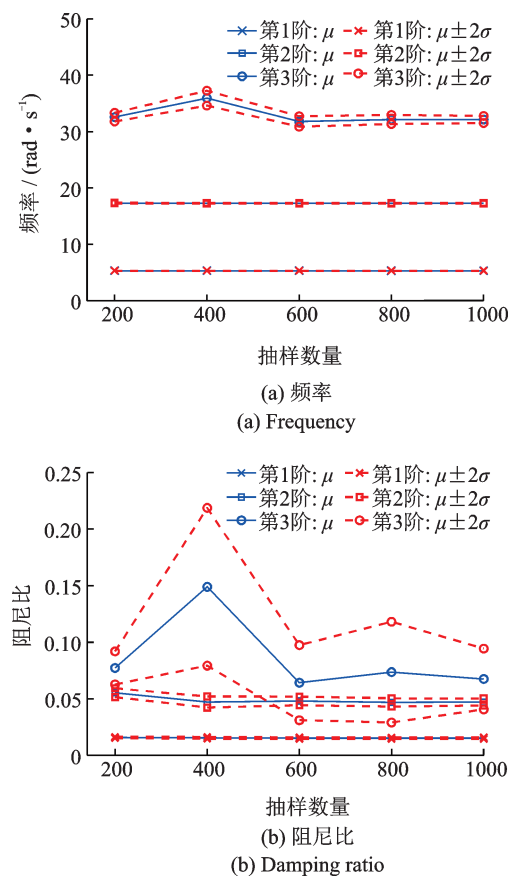 50
40
30
20
10
0
频率 / (rad·s⁻¹)
第1阶: μ
第2阶: μ
第3阶: μ
第1阶: μ±2σ
第2阶: μ±2σ
第3阶: μ±2σ
200 400 600 800 1000
抽样数量
(a) 频率
(a) Frequency
0.25
0.20
0.15
0.10
0.05
0
阻尼比
第1阶: μ
第2阶: μ
第3阶: μ
第1阶: μ±2σ
第2阶: μ±2σ
第3阶: μ±2σ
200 400 600 800 1000
抽样数量
(b) 阻尼比
(b) Damping ratio